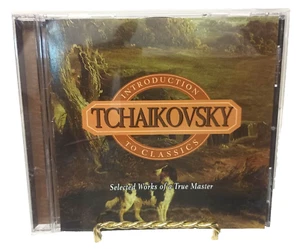 INTRODUCTION
TCHAIKOVSKY
TO CLASSICS
Selected Works of a True Master